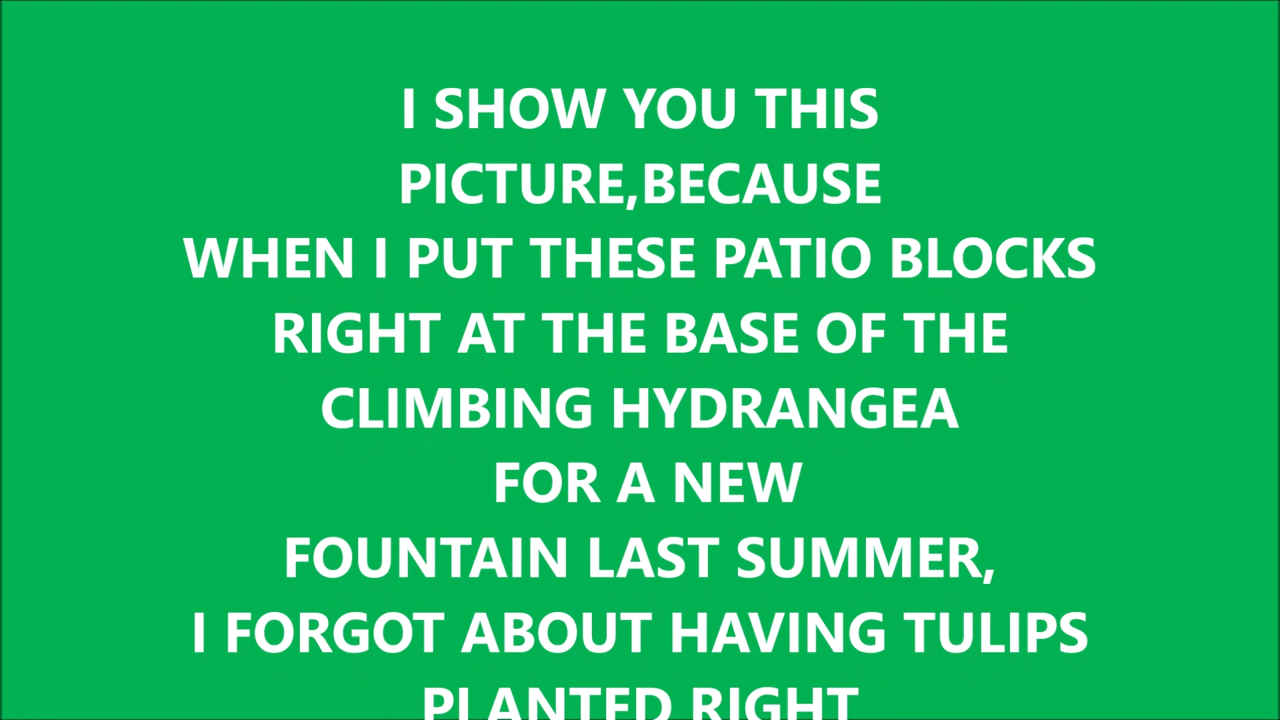 I SHOW YOU THIS
PICTURE,BECAUSE
WHEN I PUT THESE PATIO BLOCKS
RIGHT AT THE BASE OF THE
CLIMBING HYDRANGEA
FOR A NEW
FOUNTAIN LAST SUMMER,
I FORGOT ABOUT HAVING TULIPS
PLANTED RIGHT